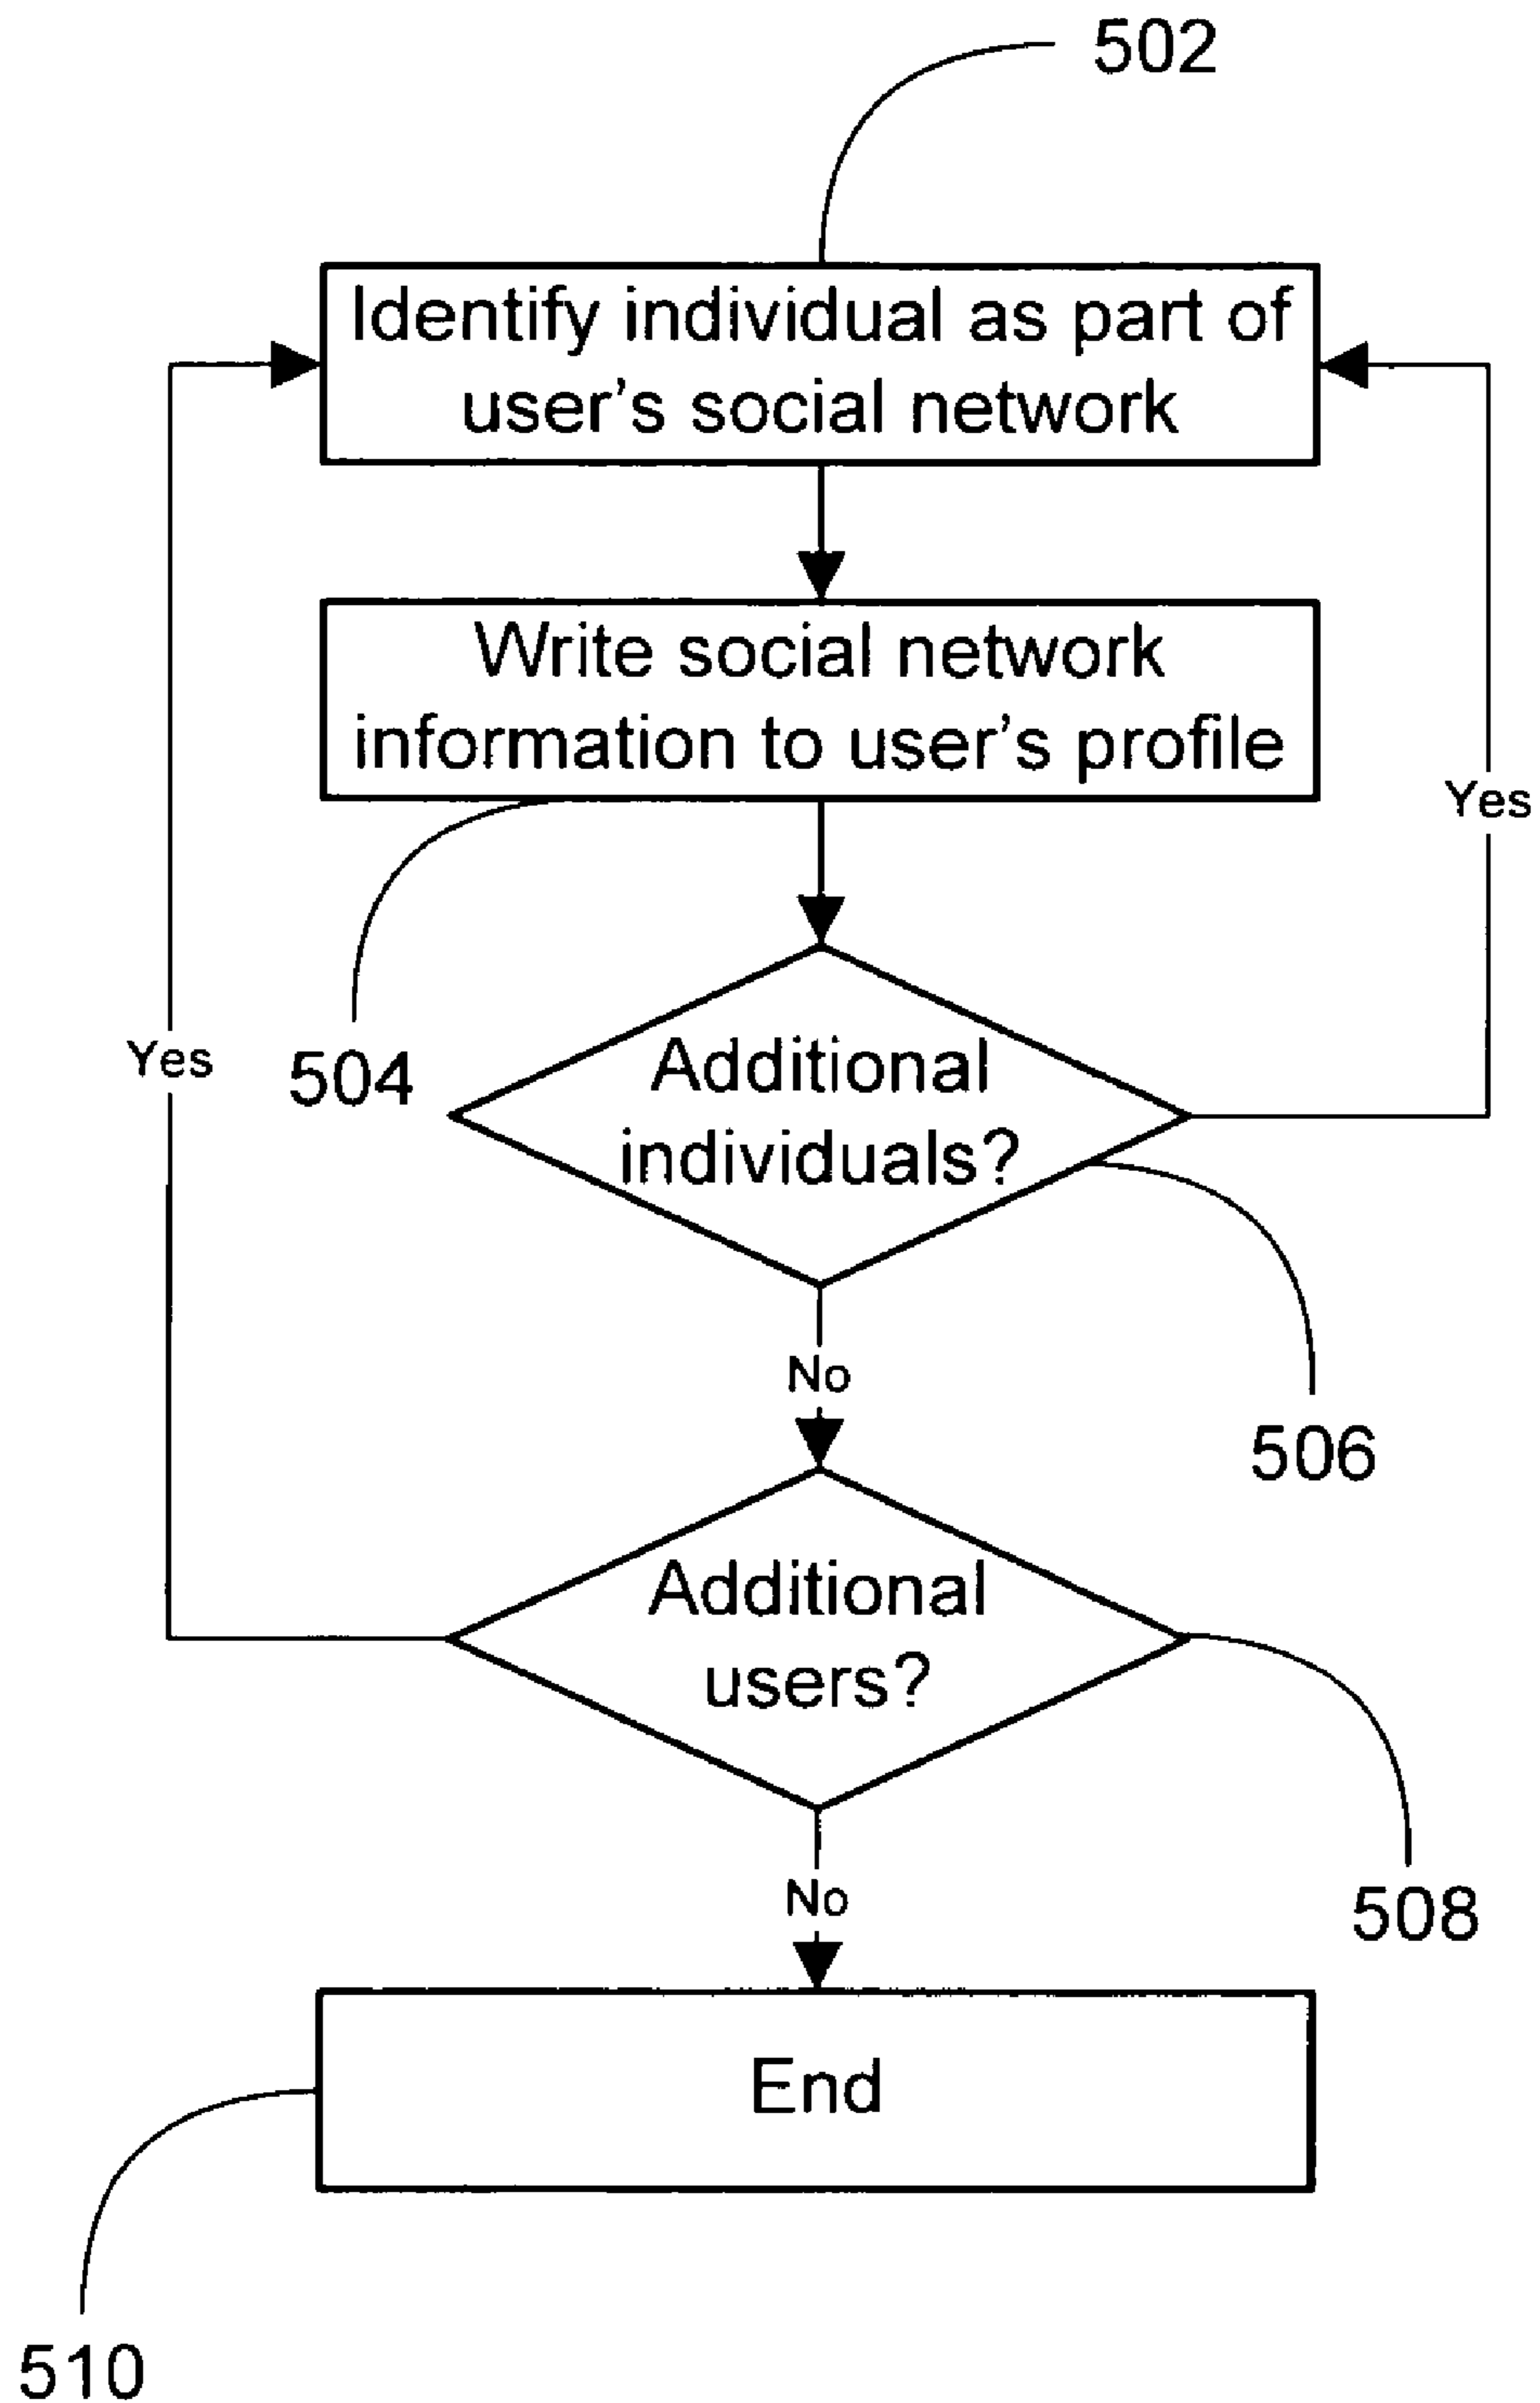 502
Identify individual as part of
user's social network
Write social network
information to user's profile
Yes
Yes
504
Additional
individuals?
No
506
Additional
users?
No
508
End
510